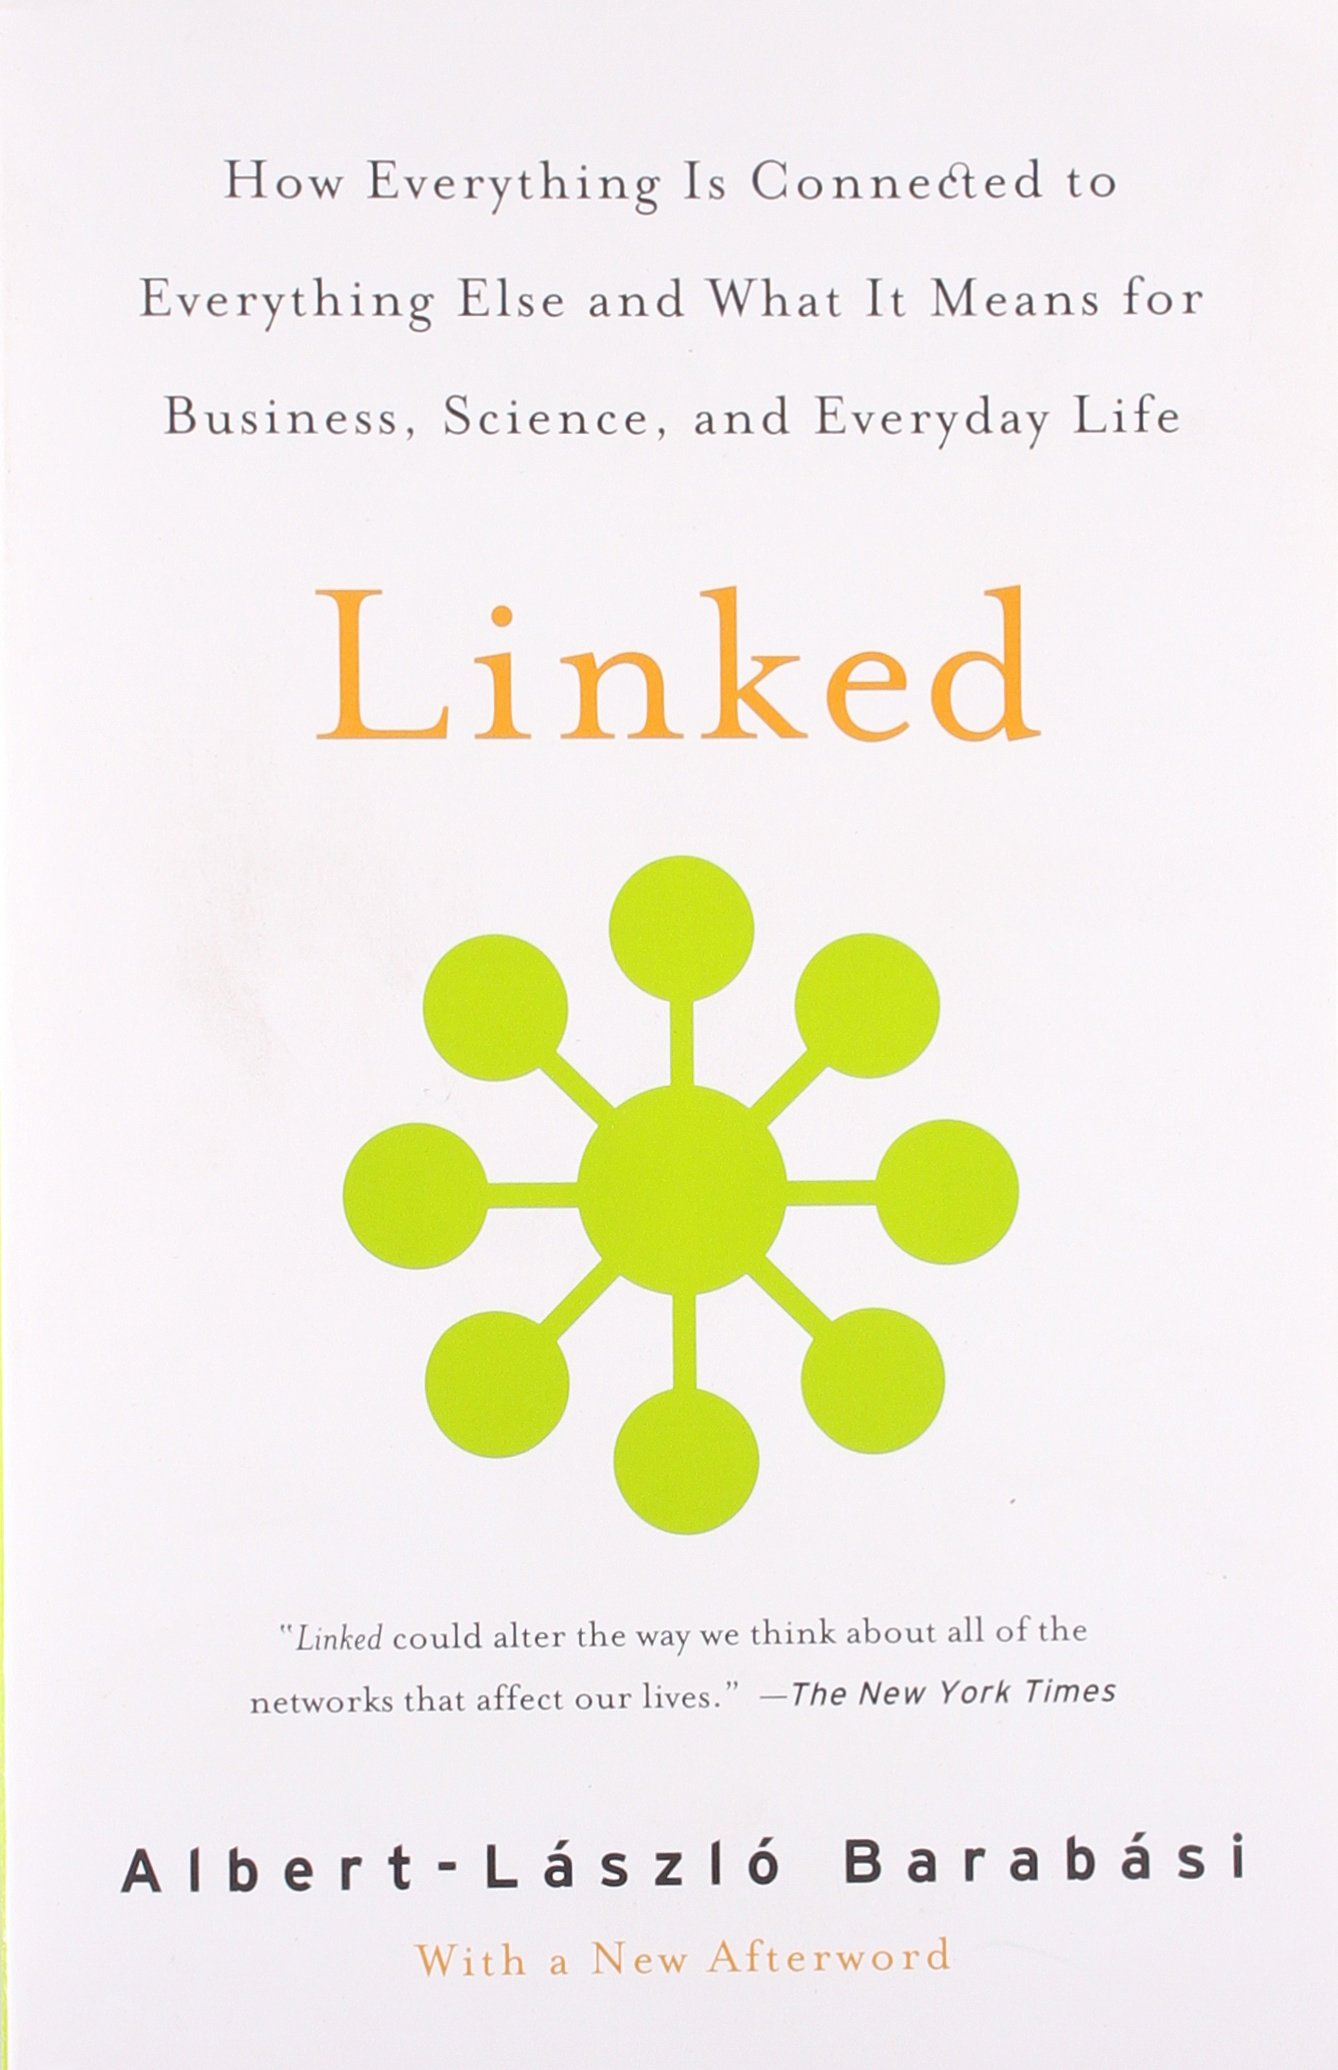 How Everything Is Connected to
Everything Else and What It Means for
Business, Science, and Everyday Life
Linked
"Linked could alter the way we think about all of the
networks that affect our lives." —The New York Times
Albert-László Barabási
With a New Afterword